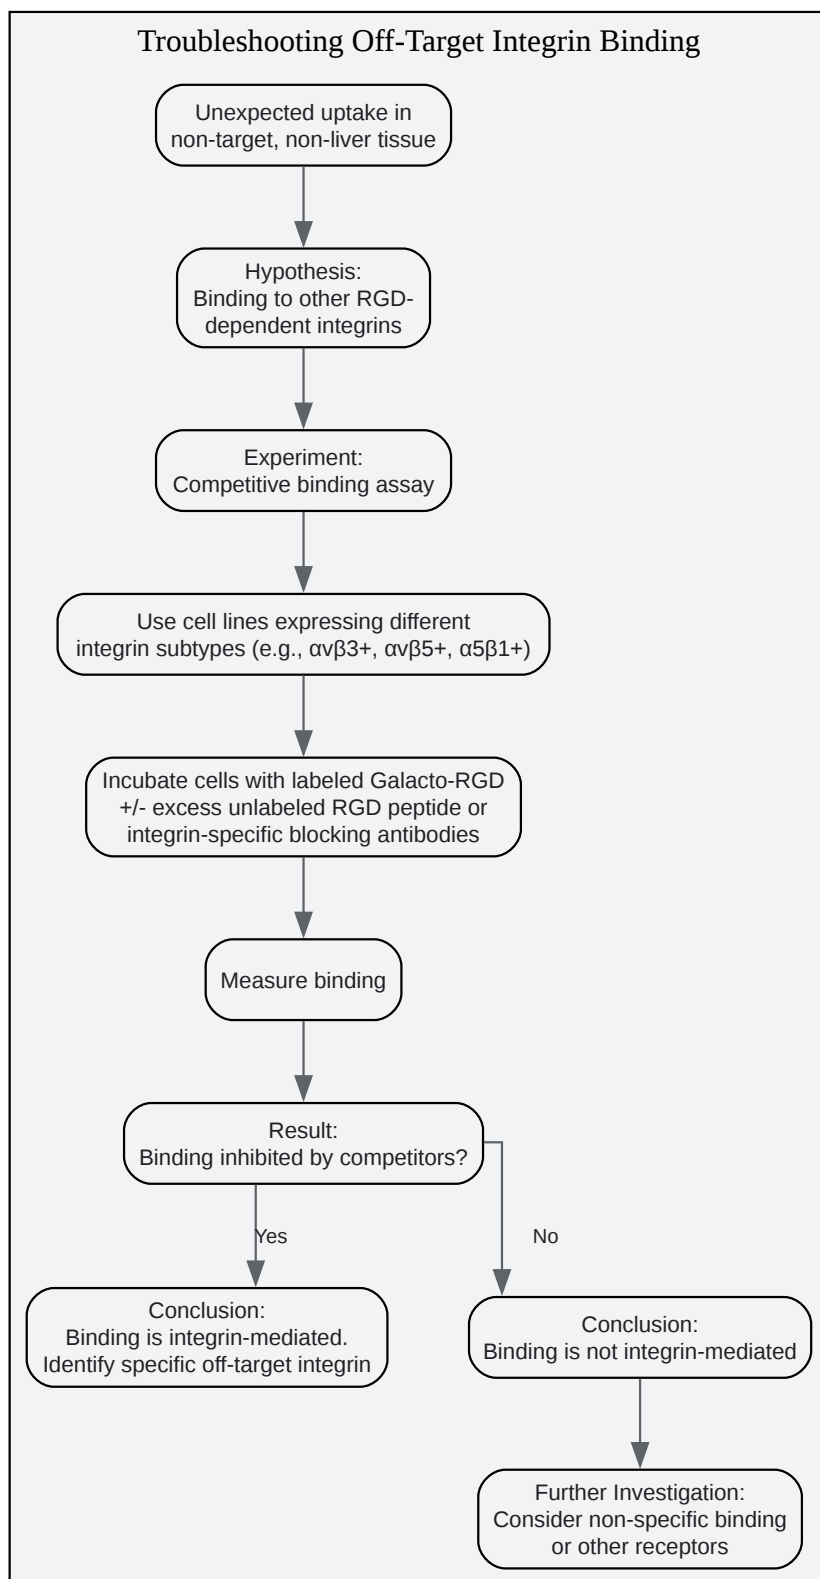 Troubleshooting Off-Target Integrin Binding
Unexpected uptake in
non-target, non-liver tissue
Hypothesis:
Binding to other RGD-
dependent integrins
Experiment:
Competitive binding assay
Use cell lines expressing different
integrin subtypes (e.g., αvβ3+, αvβ5+, α5β1+)
Incubate cells with labeled Galacto-RGD
+/- excess unlabeled RGD peptide or
integrin-specific blocking antibodies
Measure binding
Result:
Binding inhibited by competitors?
Yes
No
Conclusion:
Binding is integrin-mediated.
Identify specific off-target integrin
Conclusion:
Binding is not integrin-mediated
Further Investigation:
Consider non-specific binding
or other receptors